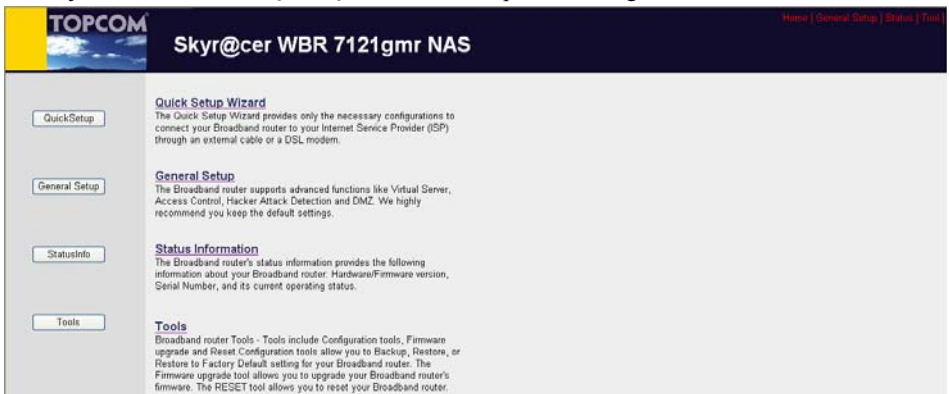 TOPCOM
Home | General Setup | Status | Tool |
Skyr@cer WBR 7121gmr NAS
QuickSetup
Quick Setup Wizard
The Quick Setup Wizard provides only the necessary configurations to
connect your Broadband router to your Internet Service Provider (ISP)
through an external cable or a DSL modem.
General Setup
General Setup
The Broadband router supports advanced functions like Virtual Server,
Access Control, Hacker Attack Detection and DMZ. We highly
recommend you keep the default settings.
StatusInfo
Status Information
The Broadband router's status information provides the following
information about your Broadband router: Hardware/Firmware version,
Serial Number, and its current operating status.
Tools
Tools
Broadband router Tools - Tools include Configuration tools, Firmware
upgrade and Reset.Configuration tools allow you to Backup, Restore, or
Restore to Factory Default setting for your Broadband router. The
Firmware upgrade tool allows you to upgrade your Broadband router's
firmware. The RESET tool allows you to reset your Broadband router.